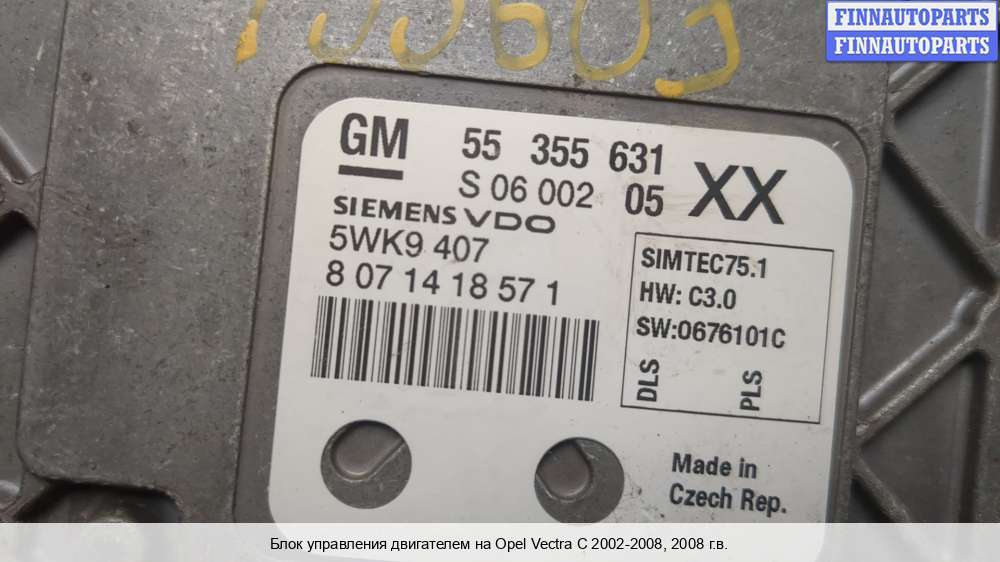 FINNAUTOPARTS
FINNAUTOPARTS
GM 55 355 631 XX
S 06 002 05
SIEMENS VDO
5WK9 407
8 07 14 18 57 1
SIMTEC75.1
HW: C3.0
SW:0676101C
DLS PLS
Made in
Czech Rep.
Блок управления двигателем на Opel Vectra C 2002-2008, 2008 г.в.